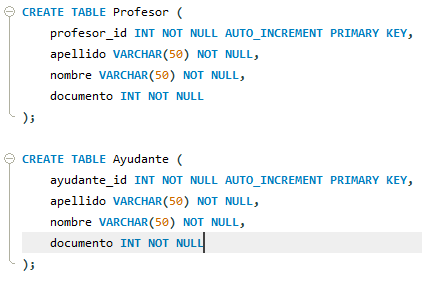 CREATE TABLE Profesor (
    profesor_id INT NOT NULL AUTO_INCREMENT PRIMARY KEY,
    apellido VARCHAR(50) NOT NULL,
    nombre VARCHAR(50) NOT NULL,
    documento INT NOT NULL
);
CREATE TABLE Ayudante (
    ayudante_id INT NOT NULL AUTO_INCREMENT PRIMARY KEY,
    apellido VARCHAR(50) NOT NULL,
    nombre VARCHAR(50) NOT NULL,
    documento INT NOT NULL
);